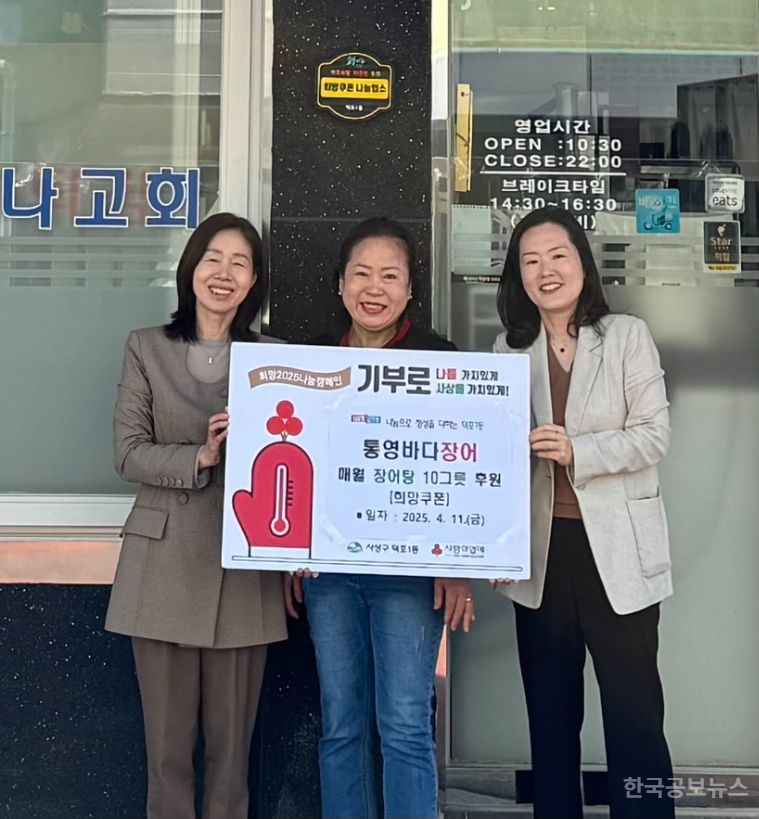 희망쿠폰 나눔업소
나고회
영업시간
OPEN :10:30
CLOSE:22:00
브레이크타임
14:30~16:30
eats
Star
희망2025나눔캠페인
기부로 나를 가치있게
사상을 가치있게!
나눔으로 정성을 더하는 덕포1동
통영바다장어
매월 장어탕 10그릇 후원
[희망쿠폰]
■ 일자 : 2025. 4. 11.(금)
사상구 덕포1동
사랑의열매
한국공보뉴스